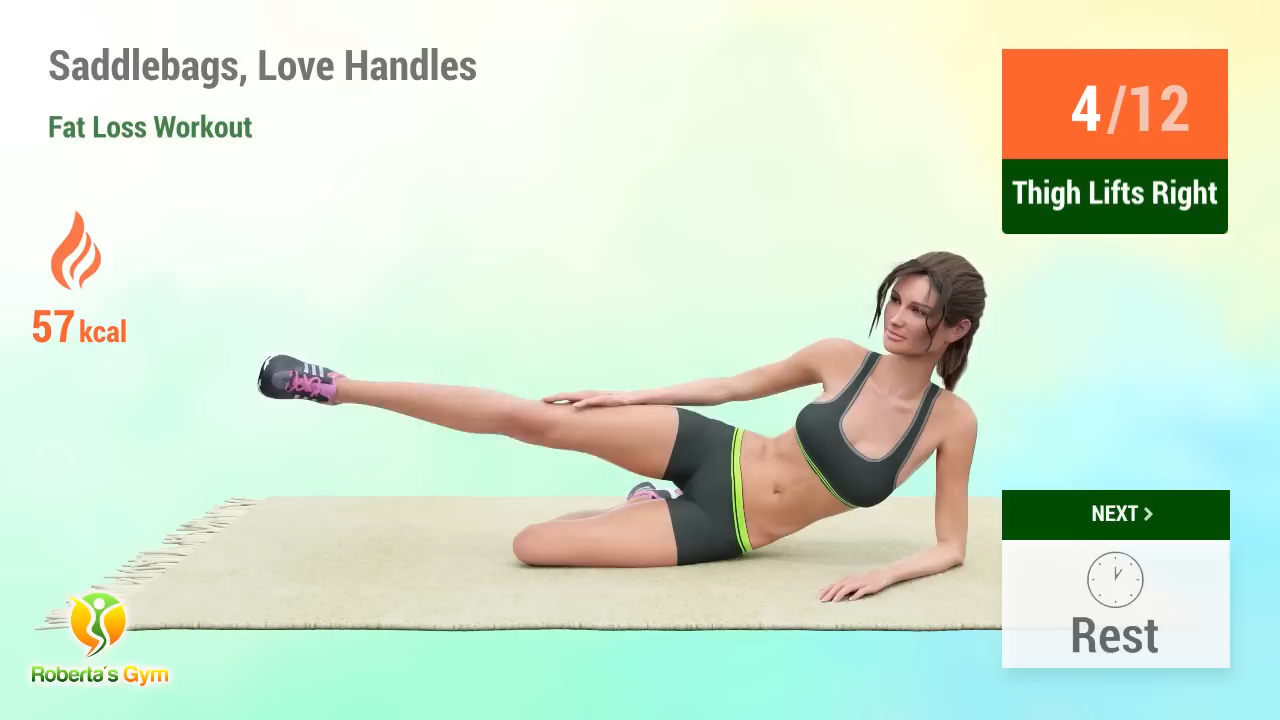 Saddlebags, Love Handles
Fat Loss Workout
4/12
Thigh Lifts Right
57 kcal
NEXT >
Rest
Roberta´s Gym